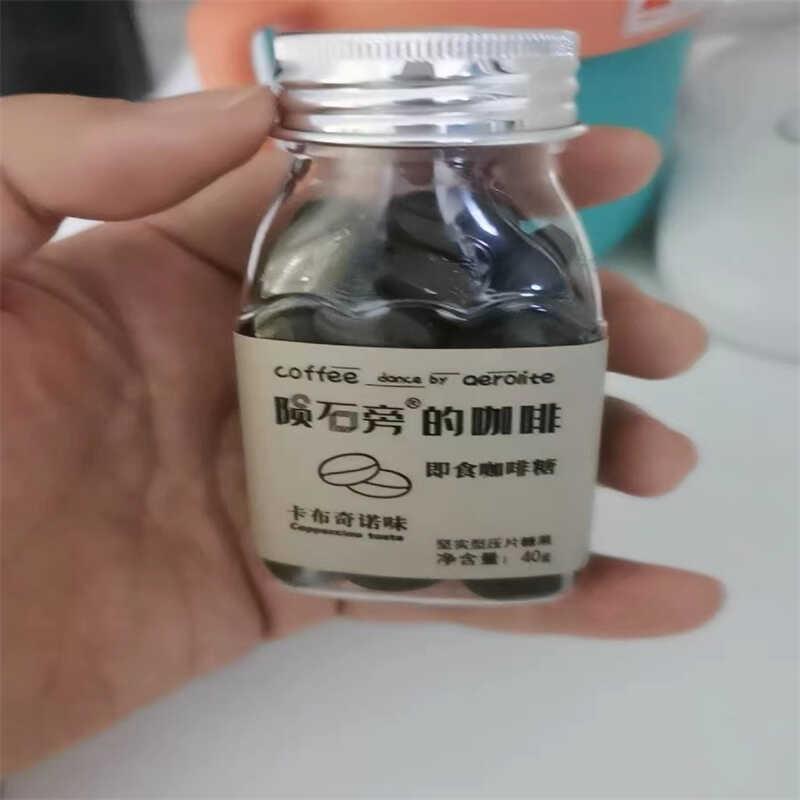 coffee dance by aerolite
陨石旁®的咖啡
即食咖啡糖
卡布奇诺味
Cappuccino taste
坚实型压片糖果
净含量：40g